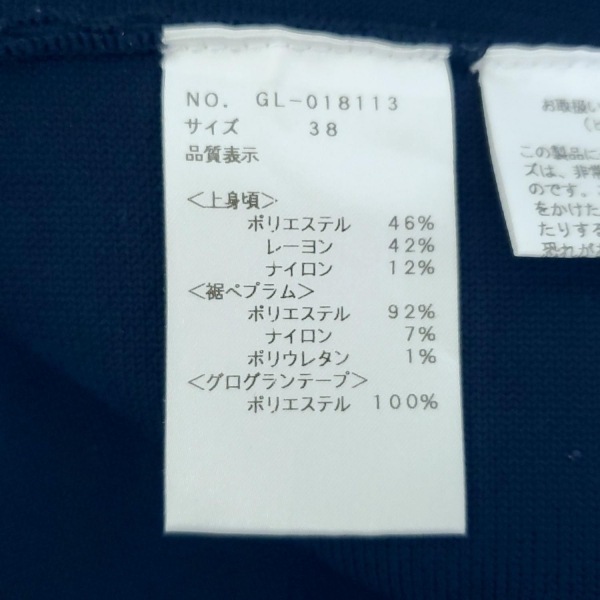 NO. GL-018113
サイズ 38
品質表示
<上身頃>
ポリエステル 46%
レーヨン 42%
ナイロン 12%
<裾ペプラム>
ポリエステル 92%
ナイロン 7%
ポリウレタン 1%
<グログランテープ>
ポリエステル 100%
お取扱い
この製品に
ズは、非常
のです。
をかけた
たりする
恐れが